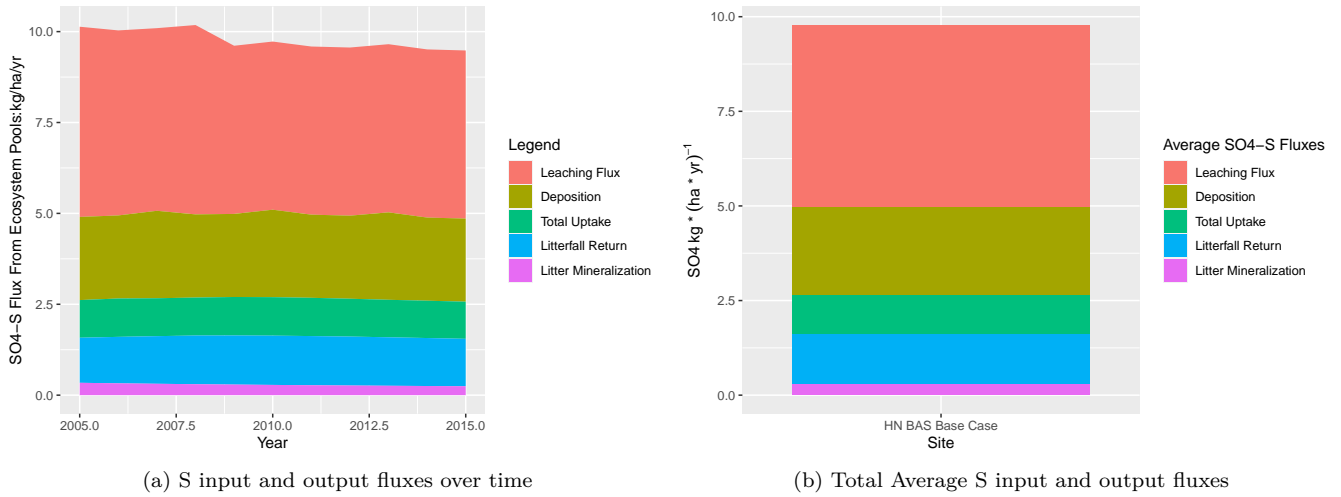 SO4−S Flux From Ecosystem Pools:kg/ha/yr
10.0
7.5
5.0
2.5
0.0
2005.0 2007.5 2010.0 2012.5 2015.0
Year
Legend
Leaching Flux
Deposition
Total Uptake
Litterfall Return
Litter Mineralization
(a) S input and output fluxes over time
SO4 kg * (ha * yr)⁻¹
10.0
7.5
5.0
2.5
0.0
HN BAS Base Case
Site
Average SO4−S Fluxes
Leaching Flux
Deposition
Total Uptake
Litterfall Return
Litter Mineralization
(b) Total Average S input and output fluxes